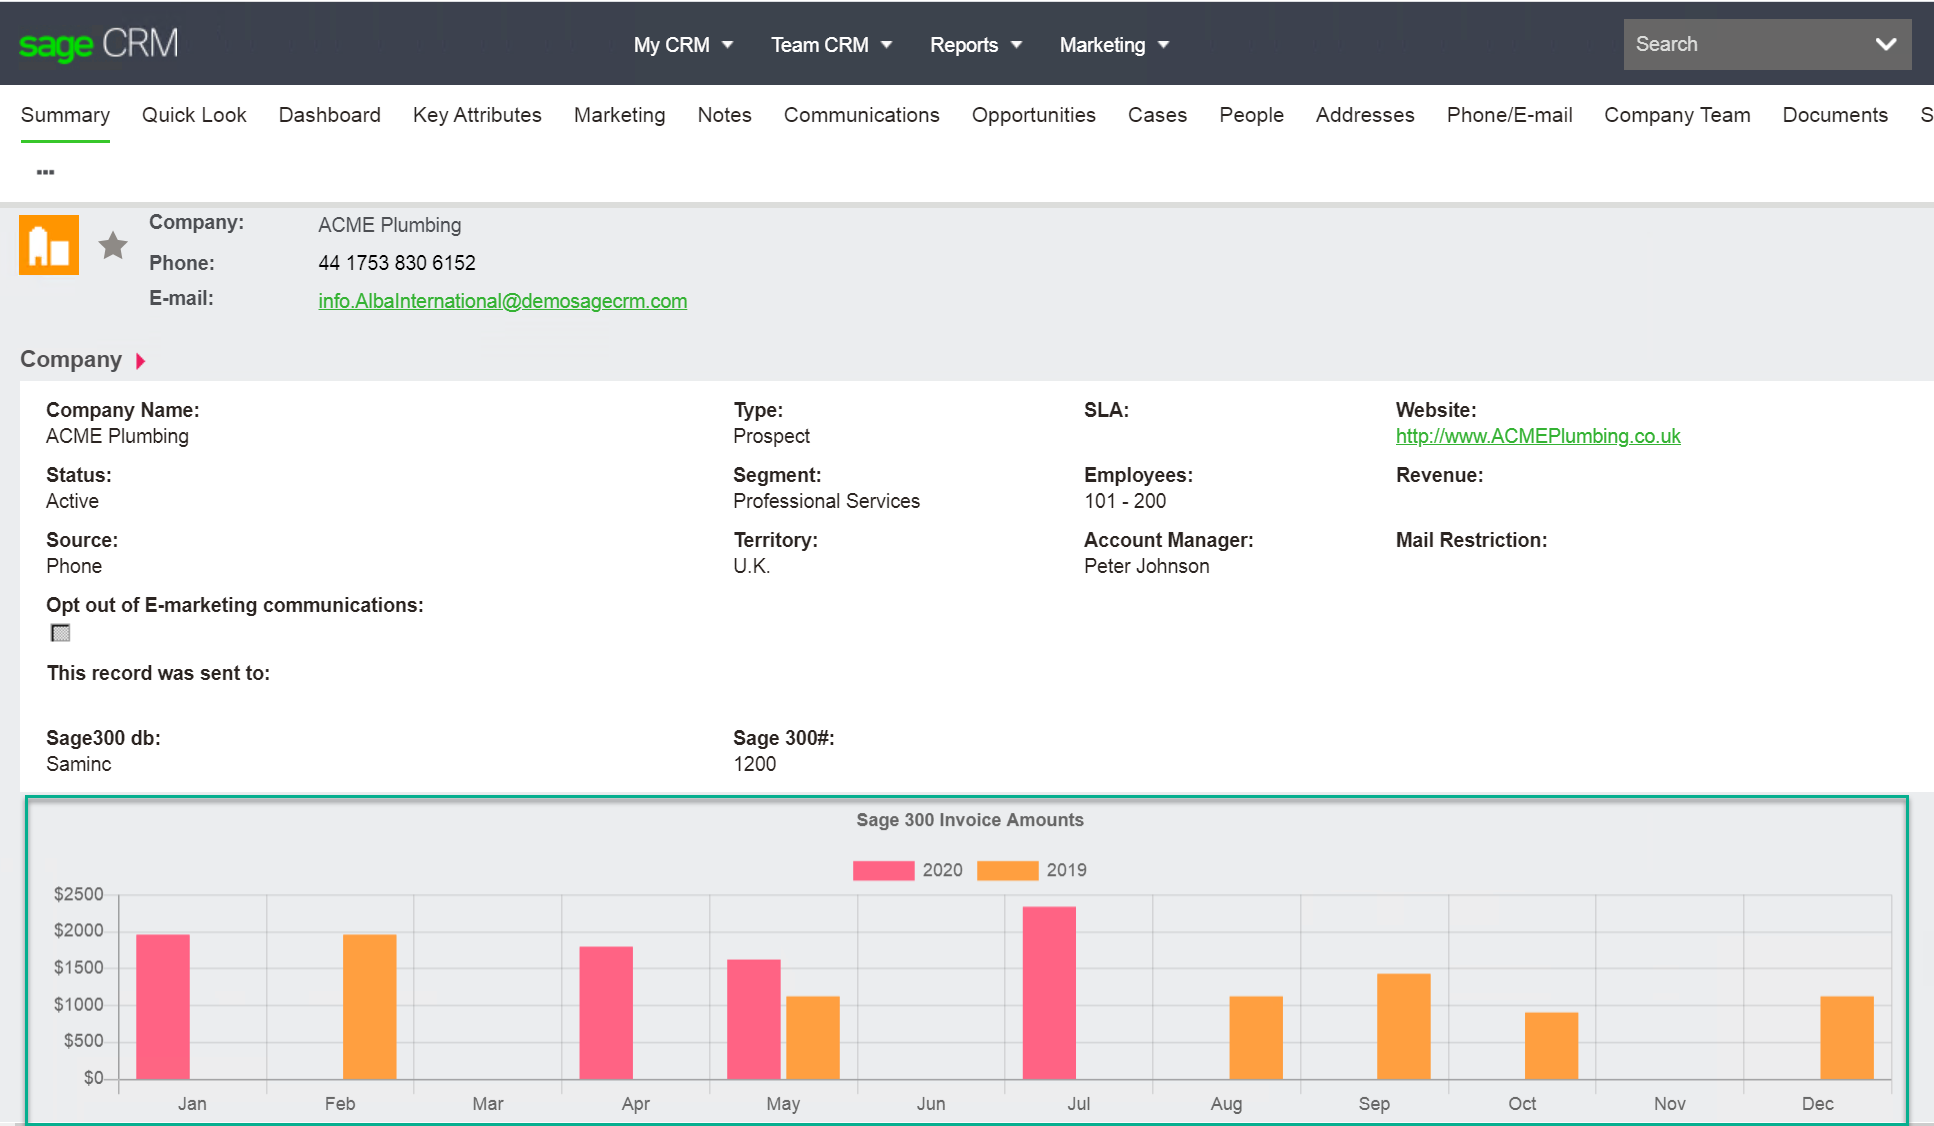 sage CRM
My CRM Team CRM Reports Marketing Search
Summary Quick Look Dashboard Key Attributes Marketing Notes Communications Opportunities Cases People Addresses Phone/E-mail Company Team Documents S
...
Company: ACME Plumbing
Phone: 44 1753 830 6152
E-mail: info.AlbaInternational@demosagecrm.com
Company
Company Name: Type: SLA: Website:
ACME Plumbing Prospect http://www.ACMEPlumbing.co.uk
Status: Segment: Employees: Revenue:
Active Professional Services 101 - 200
Source: Territory: Account Manager: Mail Restriction:
Phone U.K. Peter Johnson
Opt out of E-marketing communications:
This record was sent to:
Sage300 db: Sage 300#:
Saminc 1200
Sage 300 Invoice Amounts
2020 2019
$2500
$2000
$1500
$1000
$500
$0
Jan Feb Mar Apr May Jun Jul Aug Sep Oct Nov Dec